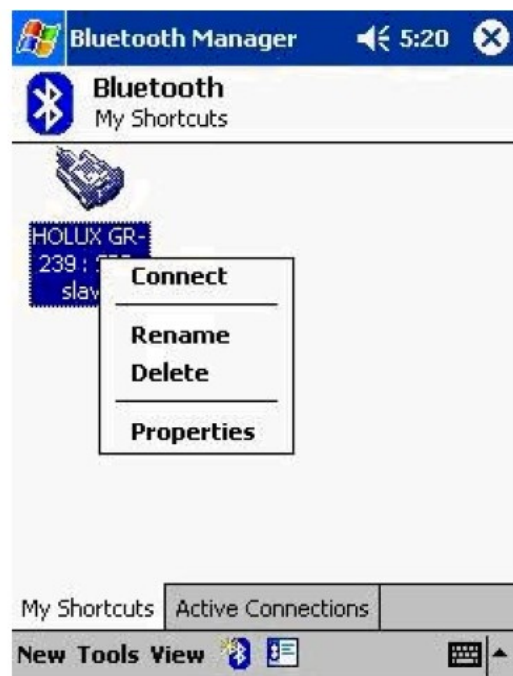 Bluetooth Manager 5:20
Bluetooth
My Shortcuts
HOLUX GR-
239 :
slav
Connect
Rename
Delete
Properties
My Shortcuts Active Connections
New Tools View